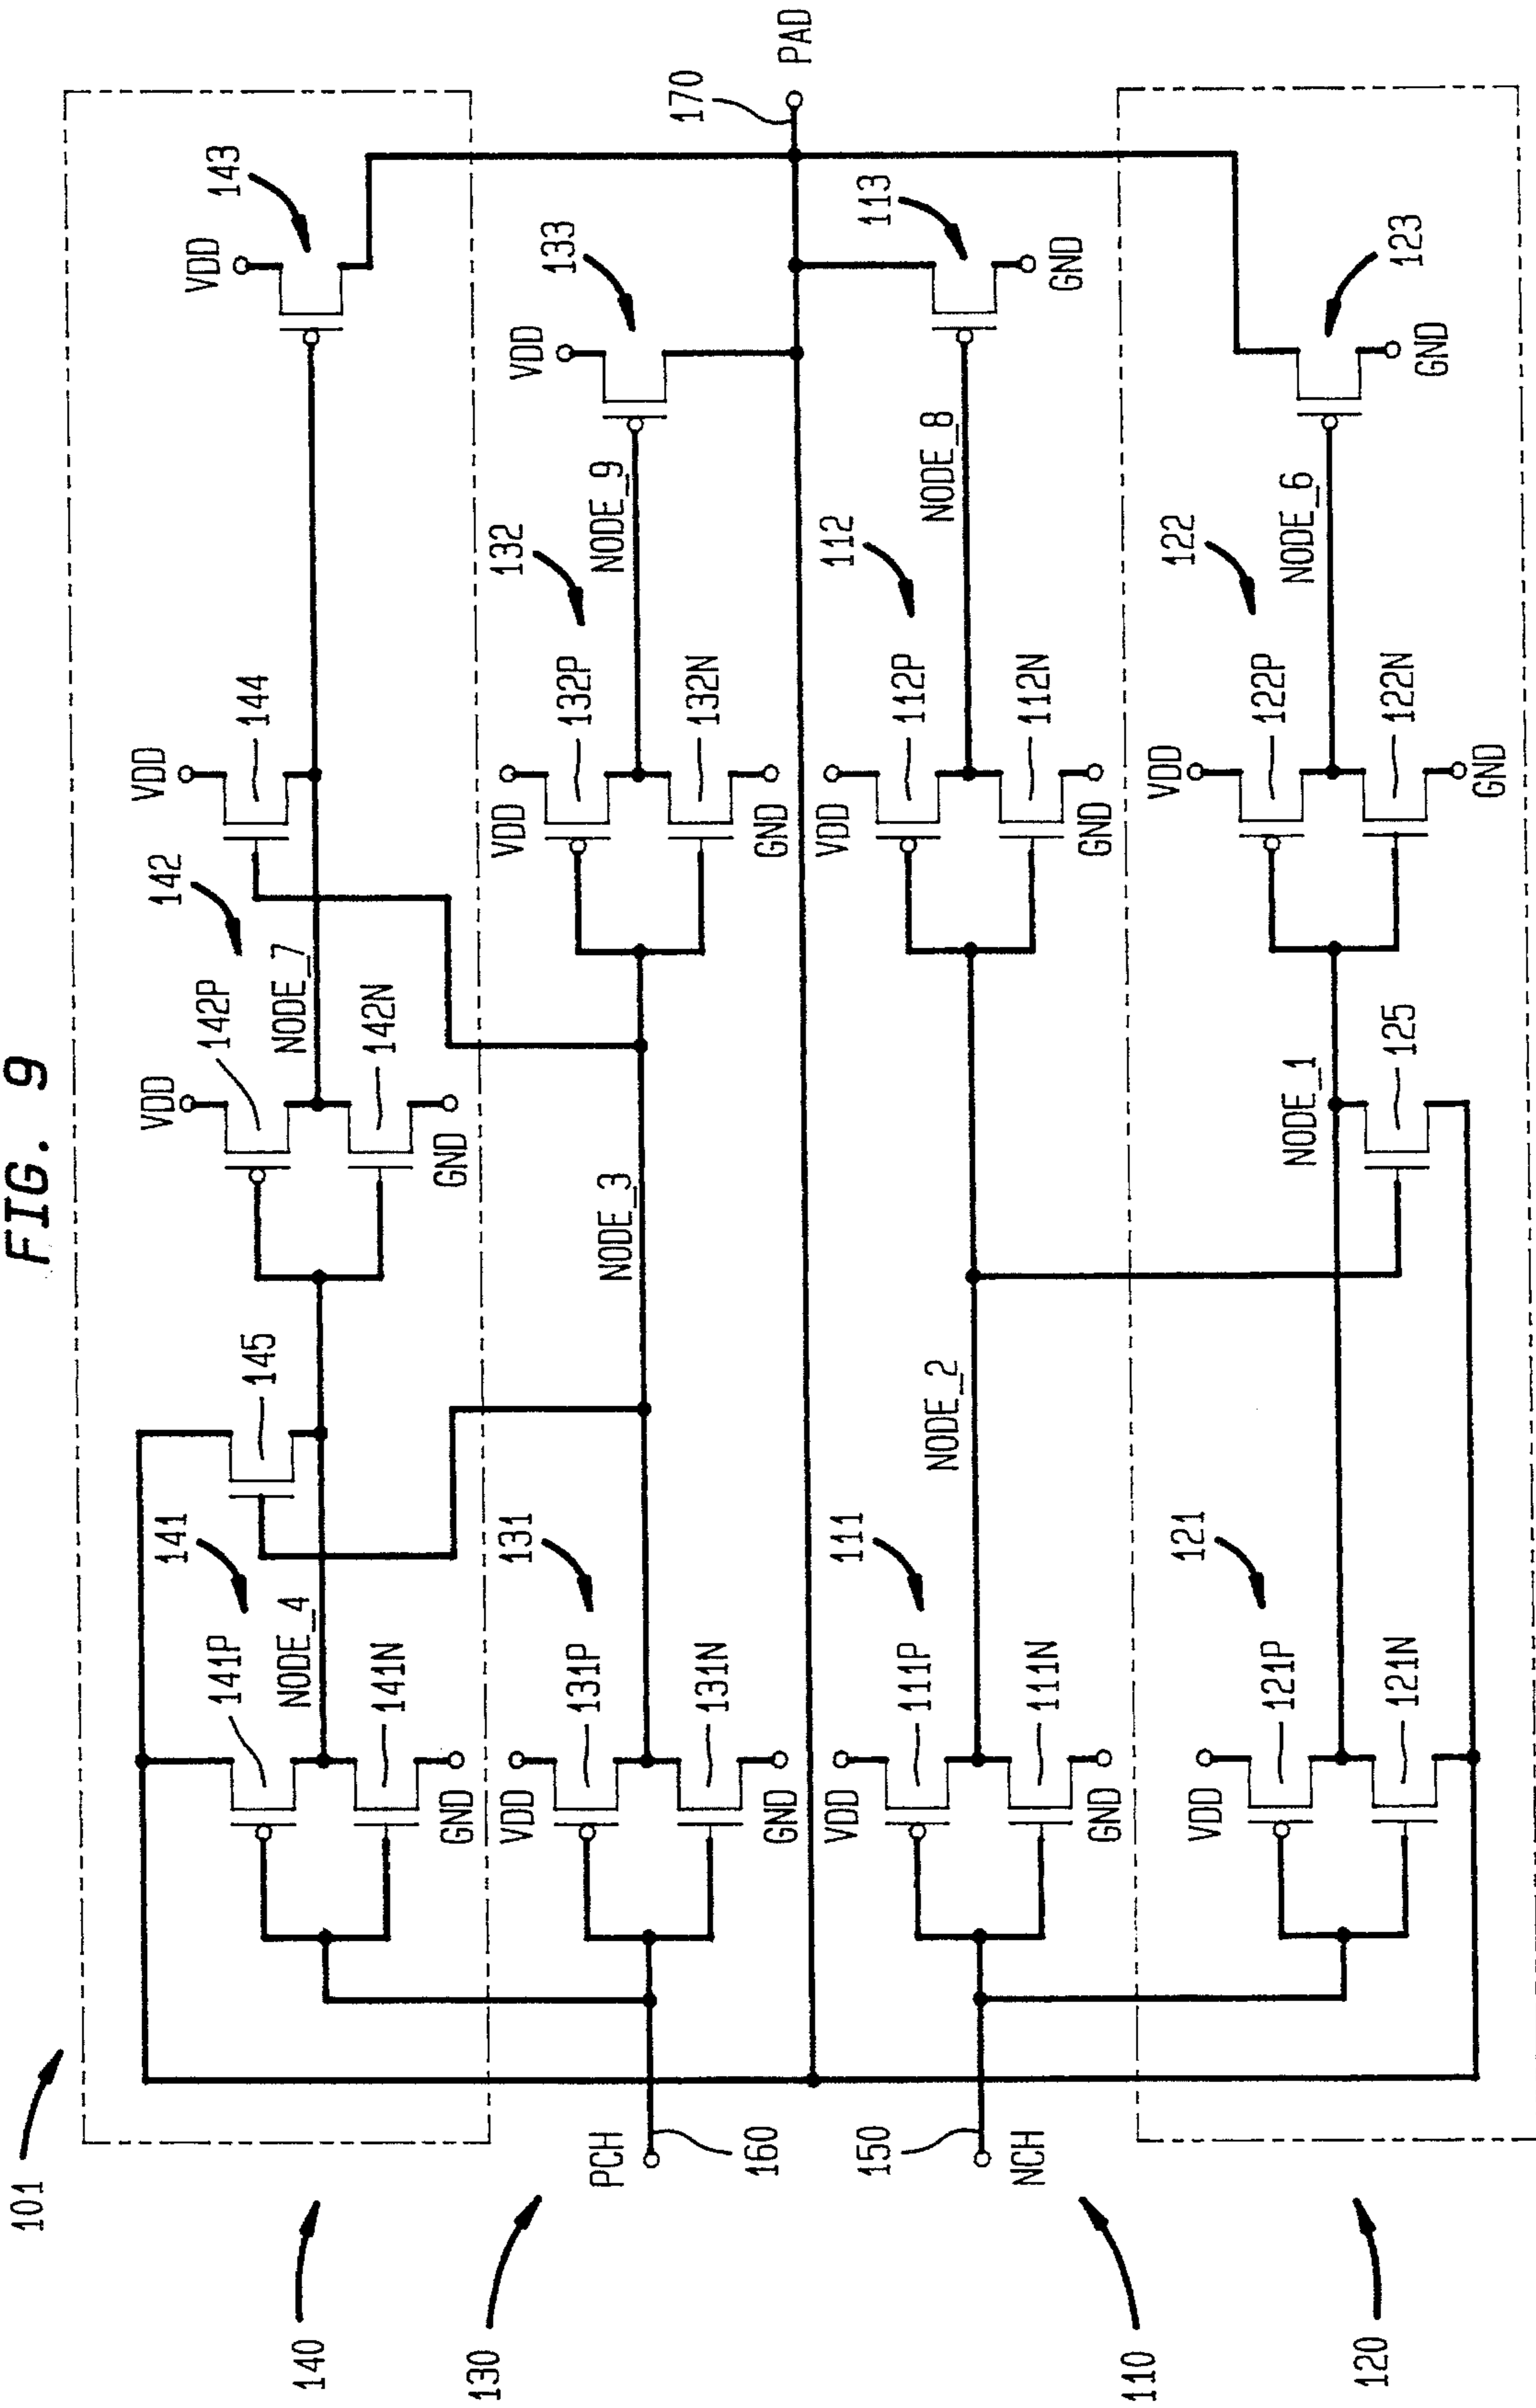 FIG. 9
101
140
130
110
120
VDD
143
VDD
144
142
142P
VDD
NODE_7
142N
GND
145
141
141P
NODE_4
141N
GND
170
PAD
133
VDD
NODE_9
132
132P
VDD
132N
GND
NODE_3
131
131P
VDD
131N
GND
PCH
160
113
GND
NODE_8
112
112P
VDD
112N
GND
NODE_2
111
111P
VDD
111N
GND
150
NCH
123
GND
NODE_6
122
122P
VDD
122N
GND
125
NODE_1
121
121P
VDD
121N